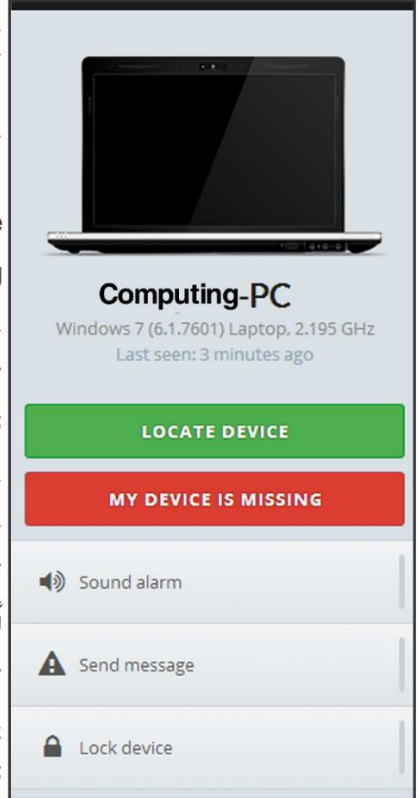 Computing-PC
Windows 7 (6.1.7601) Laptop, 2.195 GHz
Last seen: 3 minutes ago
LOCATE DEVICE
MY DEVICE IS MISSING
Sound alarm
Send message
Lock device